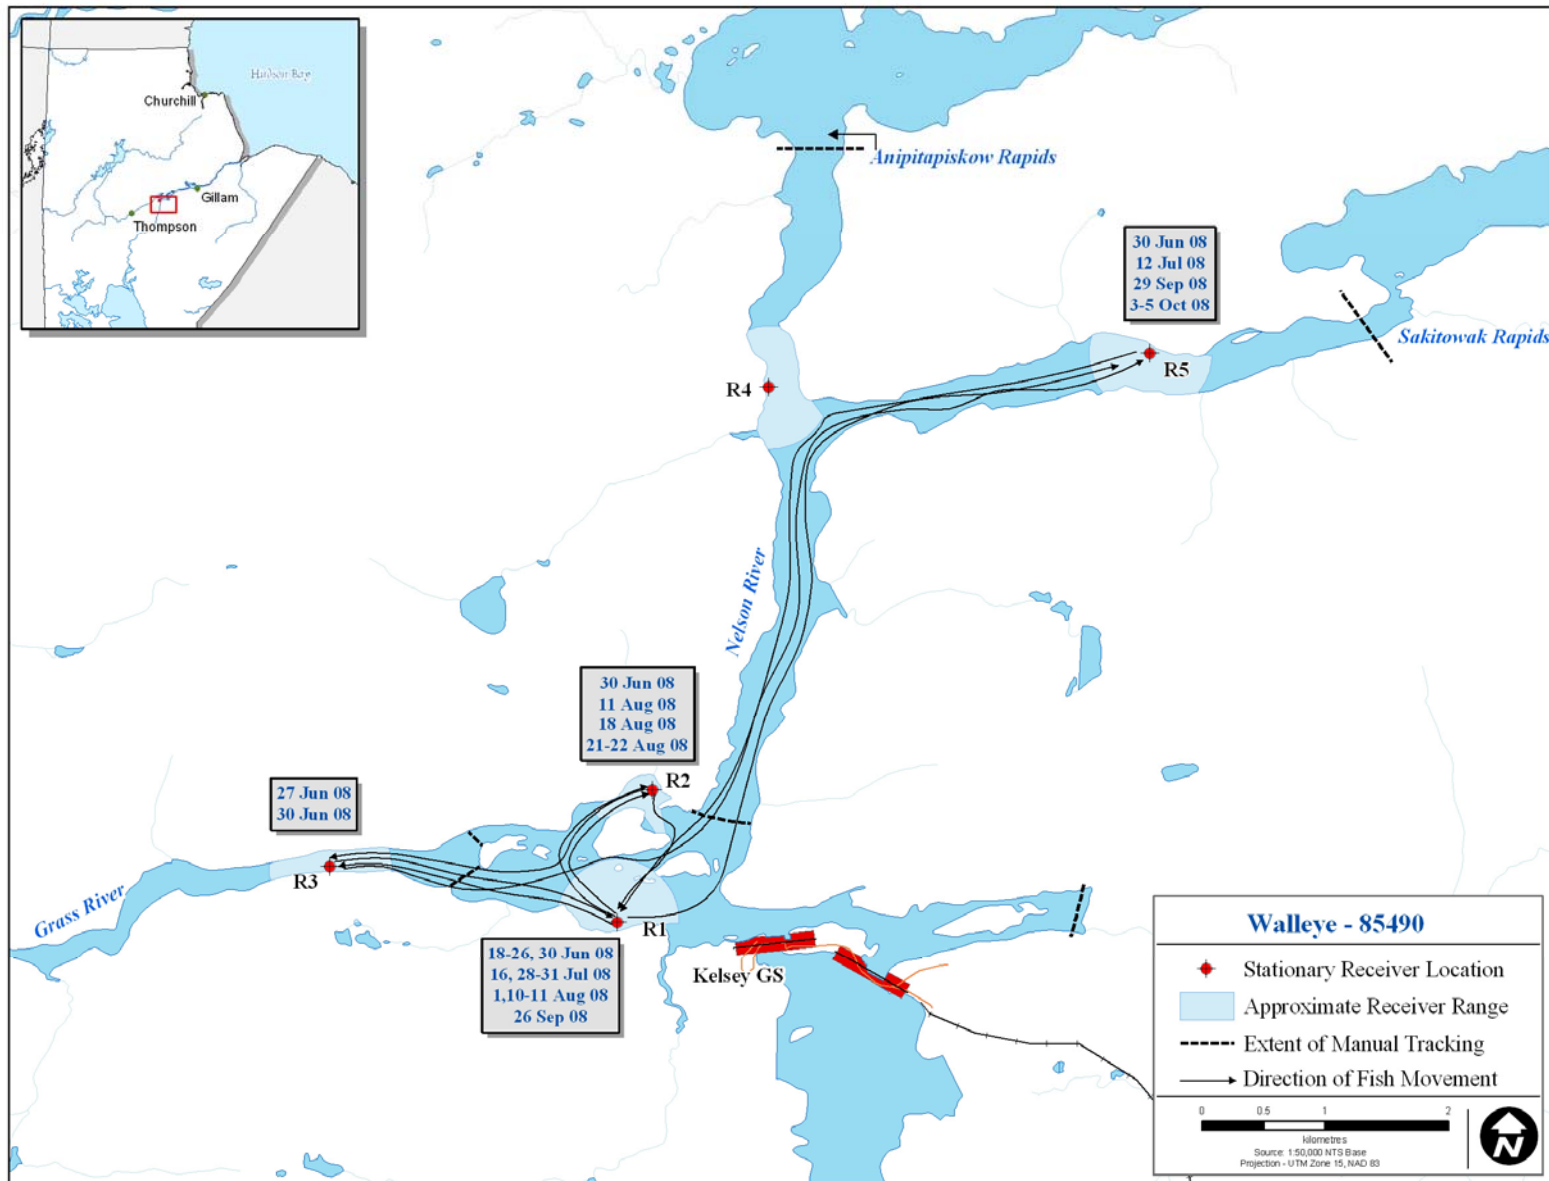 Hudson Bay
Churchill
Gillam
Thompson
Anipitapiskow Rapids
30 Jun 08
12 Jul 08
29 Sep 08
3-5 Oct 08
Sakitowak Rapids
R5
R4
Nelson River
30 Jun 08
11 Aug 08
18 Aug 08
21-22 Aug 08
R2
27 Jun 08
30 Jun 08
R3
Grass River
R1
18-26, 30 Jun 08
16, 28-31 Jul 08
1,10-11 Aug 08
26 Sep 08
Kelsey GS
Walleye - 85490
Stationary Receiver Location
Approximate Receiver Range
Extent of Manual Tracking
Direction of Fish Movement
0 0.5 1 2
kilometres
Source: 1:50,000 NTS Base
Projection - UTM Zone 15, NAD 83
N